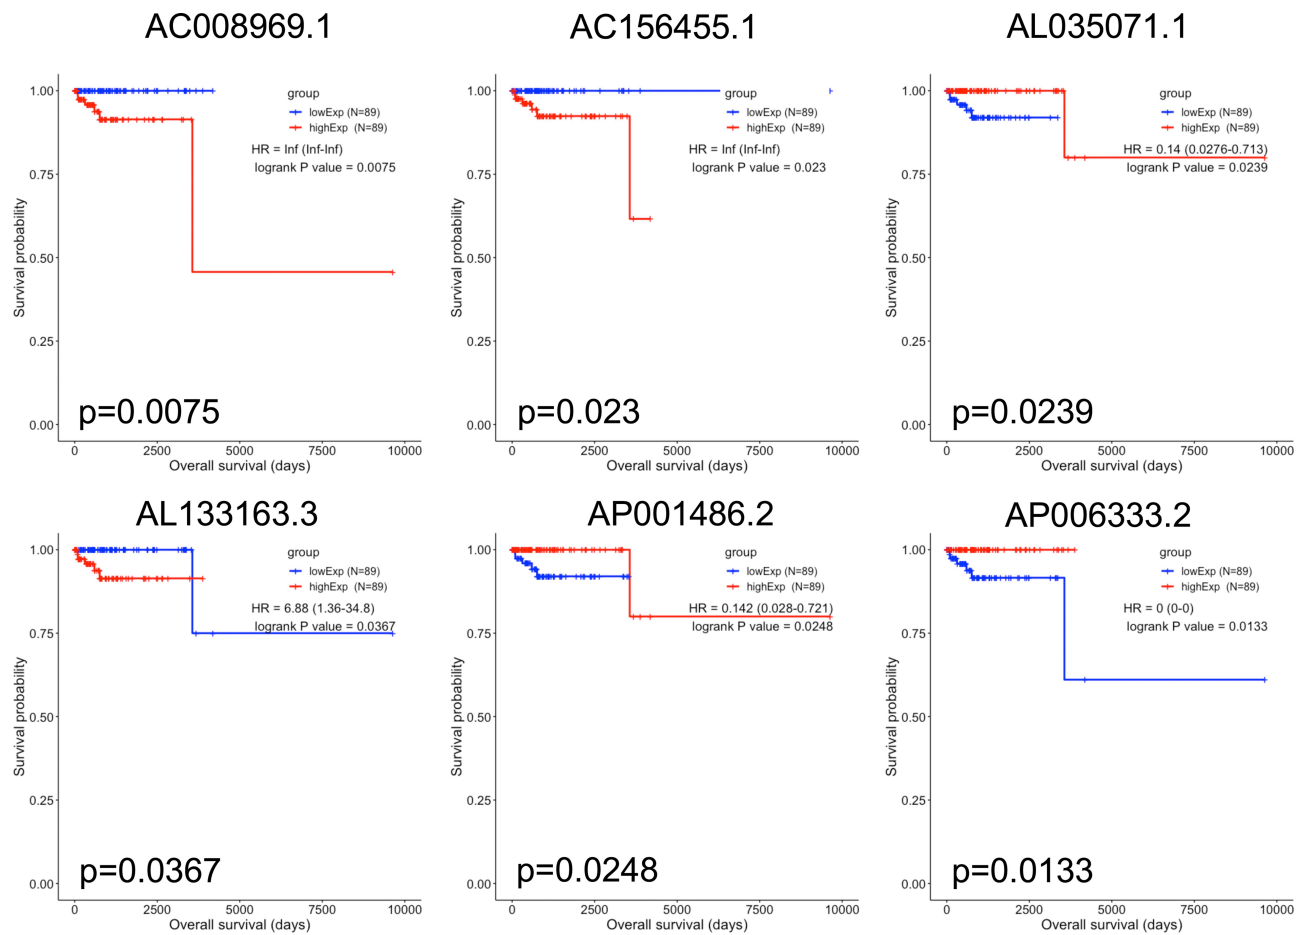 AC008969.1
1.00
0.75
0.50
0.25
0.00
Survival probability
group
lowExp (N=89)
highExp (N=89)
HR = Inf (Inf-Inf)
logrank P value = 0.0075
p=0.0075
0 2500 5000 7500 10000
Overall survival (days)
AC156455.1
1.00
0.75
0.50
0.25
0.00
Survival probability
group
lowExp (N=89)
highExp (N=89)
HR = Inf (Inf-Inf)
logrank P value = 0.023
p=0.023
0 2500 5000 7500 10000
Overall survival (days)
AL035071.1
1.00
0.75
0.50
0.25
0.00
Survival probability
group
lowExp (N=89)
highExp (N=89)
HR = 0.14 (0.0276-0.713)
logrank P value = 0.0239
p=0.0239
0 2500 5000 7500 10000
Overall survival (days)
AL133163.3
1.00
0.75
0.50
0.25
0.00
Survival probability
group
lowExp (N=89)
highExp (N=89)
HR = 6.88 (1.36-34.8)
logrank P value = 0.0367
p=0.0367
0 2500 5000 7500 10000
Overall survival (days)
AP001486.2
1.00
0.75
0.50
0.25
0.00
Survival probability
group
lowExp (N=89)
highExp (N=89)
HR = 0.142 (0.028-0.721)
logrank P value = 0.0248
p=0.0248
0 2500 5000 7500 10000
Overall survival (days)
AP006333.2
1.00
0.75
0.50
0.25
0.00
Survival probability
group
lowExp (N=89)
highExp (N=89)
HR = 0 (0-0)
logrank P value = 0.0133
p=0.0133
0 2500 5000 7500 10000
Overall survival (days)